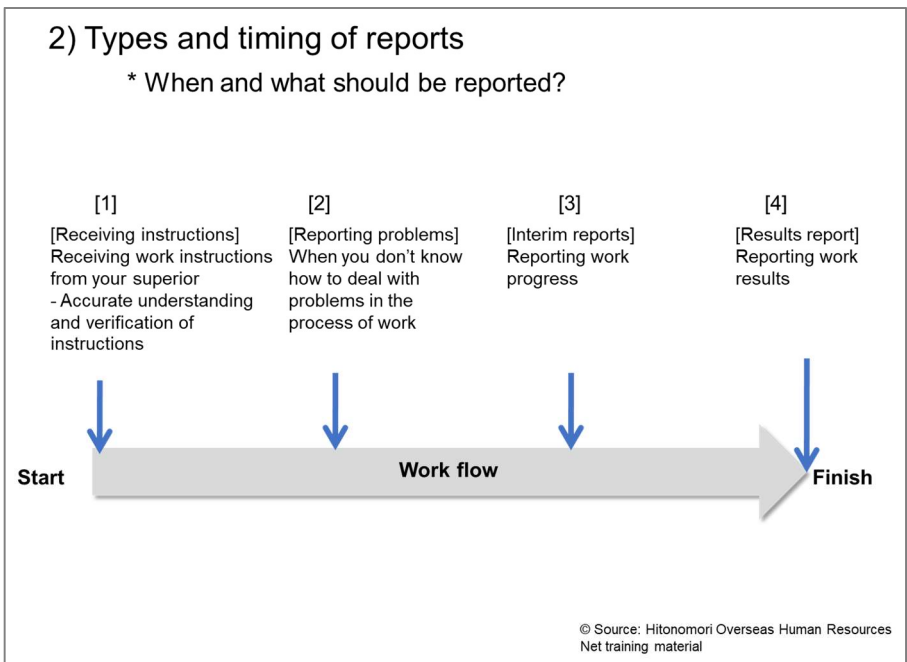 2) Types and timing of reports
* When and what should be reported?
[1]
[Receiving instructions]
Receiving work instructions
from your superior
- Accurate understanding
and verification of
instructions
[2]
[Reporting problems]
When you don't know
how to deal with
problems in the
process of work
[3]
[Interim reports]
Reporting work
progress
[4]
[Results report]
Reporting work
results
Start
Work flow
Finish
© Source: Hitonomori Overseas Human Resources
Net training material